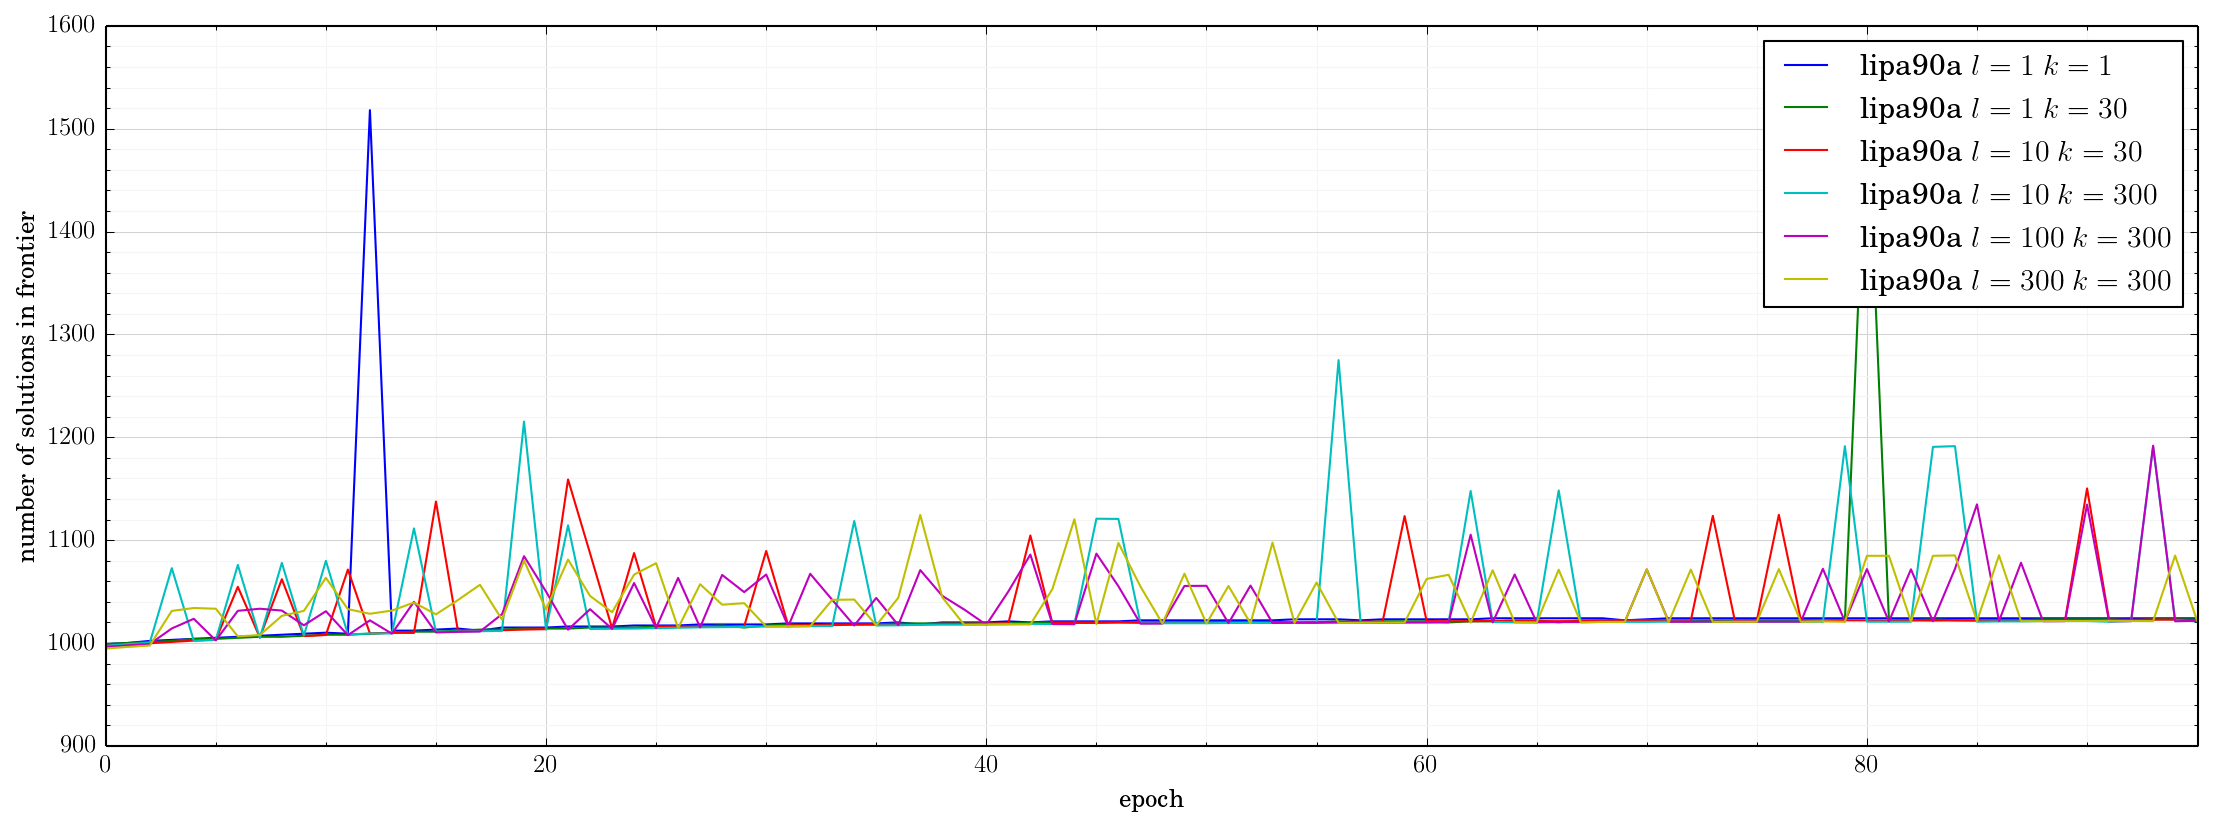 1600
1500
1400
1300
1200
1100
1000
900
number of solutions in frontier
0 20 40 60 80
epoch
lipa90a l = 1 k = 1
lipa90a l = 1 k = 30
lipa90a l = 10 k = 30
lipa90a l = 10 k = 300
lipa90a l = 100 k = 300
lipa90a l = 300 k = 300